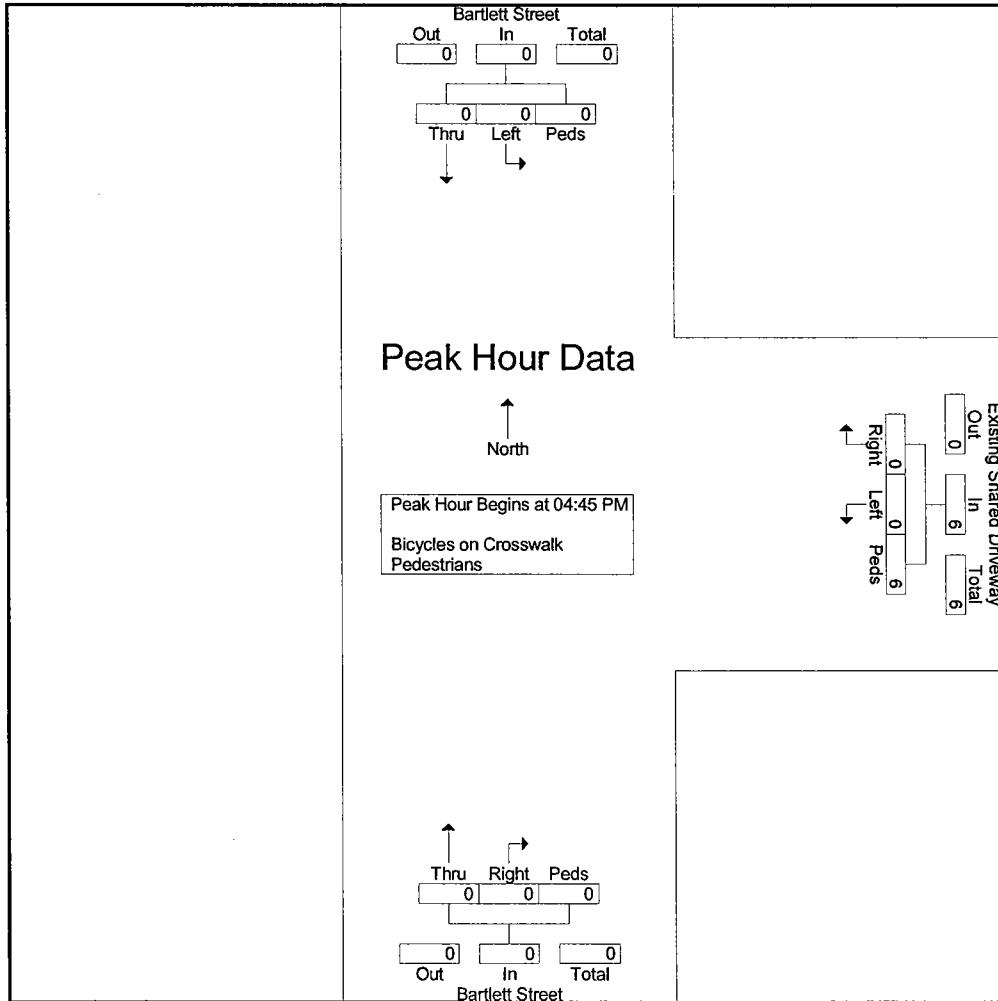 Bartlett Street
Out In Total
0 0 0
0 0 0
Thru Left Peds
Peak Hour Data
North
Peak Hour Begins at 04:45 PM
Bicycles on Crosswalk
Pedestrians
Existing Shared Driveway
Out In Total
0 6 6
0 0 6
Right Left Peds
Thru Right Peds
0 0 0
0 0 0
Out In Total
Bartlett Street